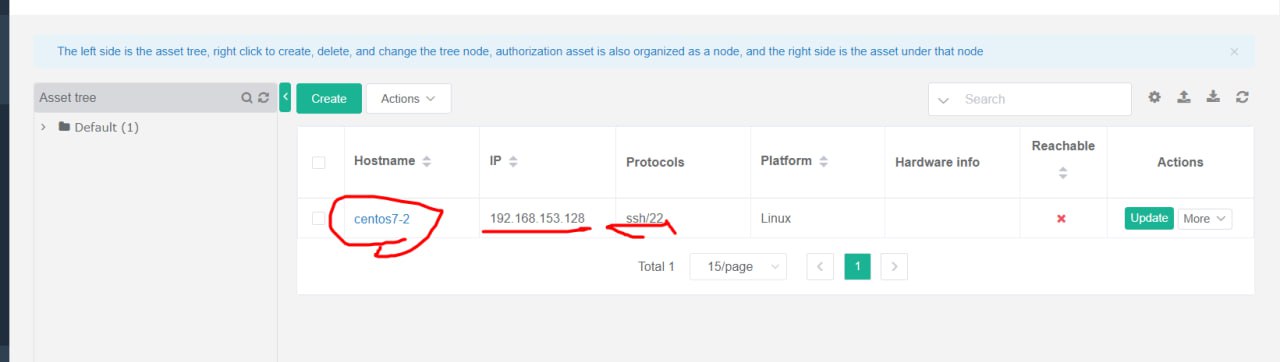 The left side is the asset tree, right click to create, delete, and change the tree node, authorization asset is also organized as a node, and the right side is the asset under that node
Asset tree
Create
Actions
Search
Default (1)
Hostname
IP
Protocols
Platform
Hardware info
Reachable
Actions
centos7-2
192.168.153.128
ssh/22
Linux
Update
More
Total 1
15/page
1